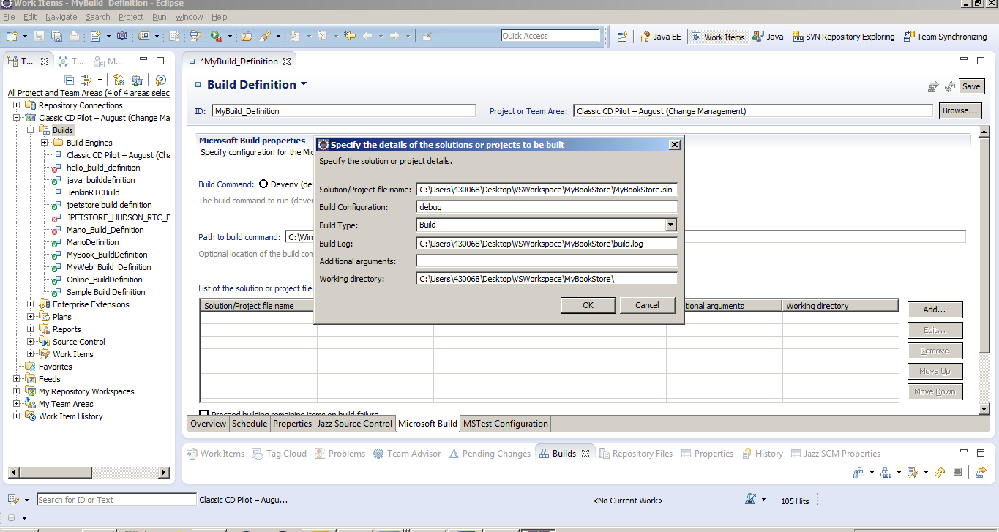 Work Items - MyBuild_Definition - Eclipse
File Edit Navigate Search Project Run Window Help
Quick Access
Java EE Work Items Java SVN Repository Exploring Team Synchronizing
T... T... M...
*MyBuild_Definition
All Project and Team Areas (4 of 4 areas selec
Repository Connections
Classic CD Pilot – August (Change Ma
Builds
Build Engines
Classic CD Pilot – August (Cha
hello_build_definition
java_builddefinition
JenkinRTCBuild
jpetstore build definition
JPETSTORE_HUDSON_RTC_D
Mano_Build_Definition
ManoDefinition
MyBook_BuildDefinition
MyWeb_Build_Definition
Online_BuildDefinition
Sample Build Definition
Enterprise Extensions
Plans
Reports
Source Control
Work Items
Favorites
Feeds
My Repository Workspaces
My Team Areas
Work Item History
Build Definition
Save
ID: MyBuild_Definition Project or Team Area: Classic CD Pilot – August (Change Management) Browse...
Microsoft Build properties
Specify configuration for the Mic
Build Command: Devenv (dev
The build command to run (deven
Path to build command: C:\Win
Optional location of the build com
List of the solution or project files
Solution/Project file name tional arguments Working directory
Add...
Edit...
Remove
Move Up
Move Down
Proceed building remaining items on build failure
Specify the details of the solutions or projects to be built
Specify the solution or project details.
Solution/Project file name: C:\Users\430068\Desktop\VSWorkspace\MyBookStore\MyBookStore.sln
Build Configuration: debug
Build Type: Build
Build Log: C:\Users\430068\Desktop\VSWorkspace\MyBookStore\build.log
Additional arguments:
Working directory: C:\Users\430068\Desktop\VSWorkspace\MyBookStore\
OK Cancel
Overview Schedule Properties Jazz Source Control Microsoft Build MSTest Configuration
Work Items Tag Cloud Problems Team Advisor Pending Changes Builds Repository Files Properties History Jazz SCM Properties
Search for ID or Text Classic CD Pilot – Augu... <No Current Work> 105 Hits